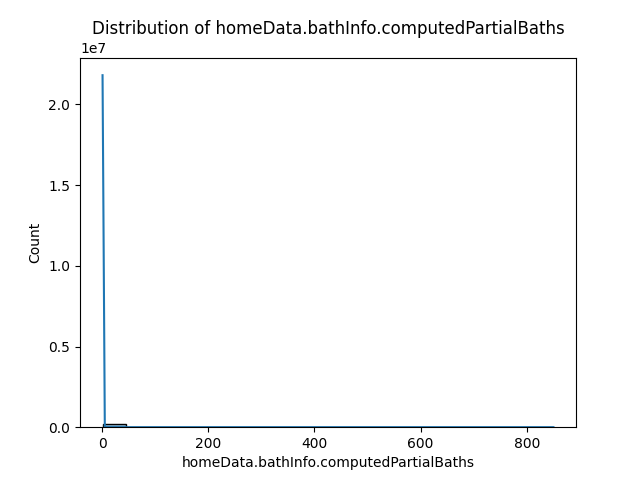 Distribution of homeData.bathInfo.computedPartialBaths
1e7
2.0
1.5
1.0
0.5
0.0
Count
0 200 400 600 800
homeData.bathInfo.computedPartialBaths